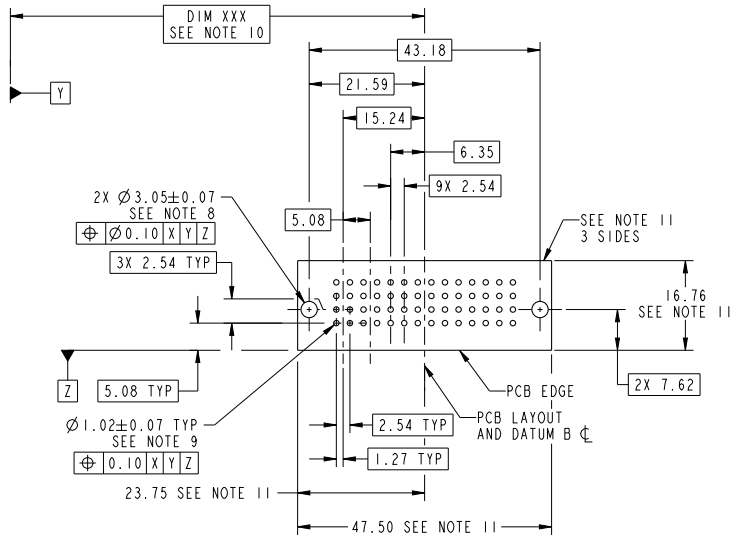 DIM XXX
SEE NOTE 10
43.18
Y
21.59
15.24
6.35
2X Ø3.05±0.07
SEE NOTE 8
⌖ Ø0.10 X Y Z
9X 2.54
5.08
SEE NOTE 11
3 SIDES
3X 2.54 TYP
16.76
SEE NOTE 11
Z
5.08 TYP
2X 7.62
PCB EDGE
Ø1.02±0.07 TYP
SEE NOTE 9
⌖ 0.10 X Y Z
2.54 TYP
PCB LAYOUT
AND DATUM B ℄
1.27 TYP
23.75 SEE NOTE 11
47.50 SEE NOTE 11